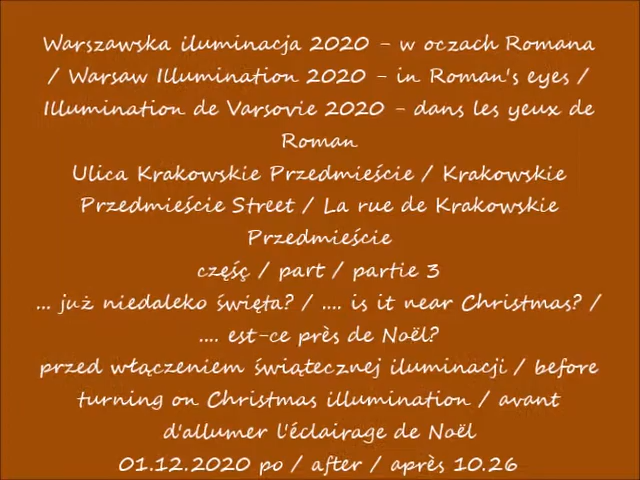 Warszawska iluminacja 2020 - w oczach Romana
/ Warsaw Illumination 2020 - in Roman's eyes /
Illumination de Varsovie 2020 - dans les yeux de
Roman
Ulica Krakowskie Przedmieście / Krakowskie
Przedmieście Street / La rue de Krakowskie
Przedmieście
częśç / part / partie 3
... już niedaleko święta? / .... is it near Christmas? /
.... est-ce près de Noël?
przed włączeniem świątecznej iluminacji / before
turning on Christmas illumination / avant
d'allumer l'éclairage de Noël
01.12.2020 po / after / après 10.26